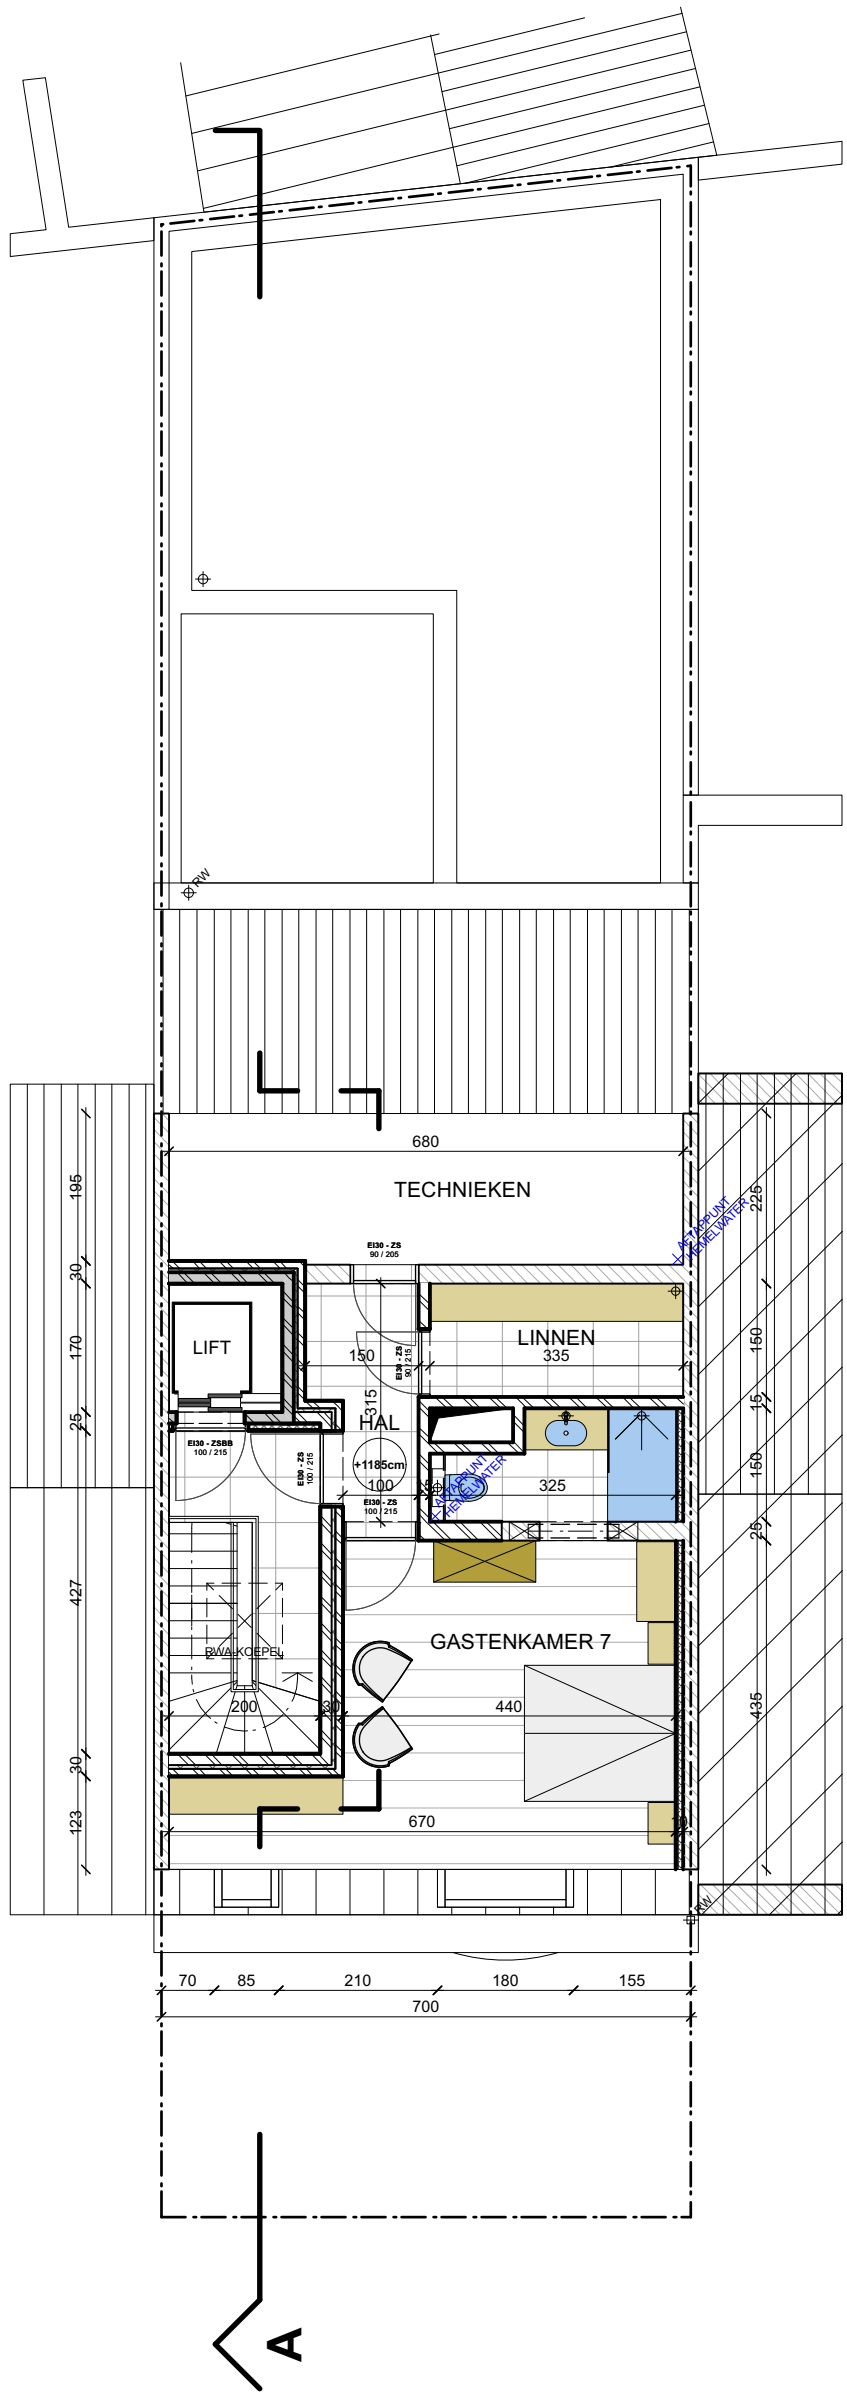 RW
680
TECHNIEKEN
195
225
AFTAPPUNT
HEMELWATER
EI30 - ZS
90 / 205
30
170
LIFT
LINNEN
150
335
EI30 - ZS
90 / 215
150
315
HAL
15
25
EI30 - ZSBB
100 / 215
EI30 - ZS
100 / 215
+1185cm
100
325
150
EI30 - ZS
100 / 215
AFTAPPUNT
HEMELWATER
25
427
GASTENKAMER 7
RWA-KOEPEL
200
30
440
435
30
123
670
RW
70
85
210
180
155
700
A